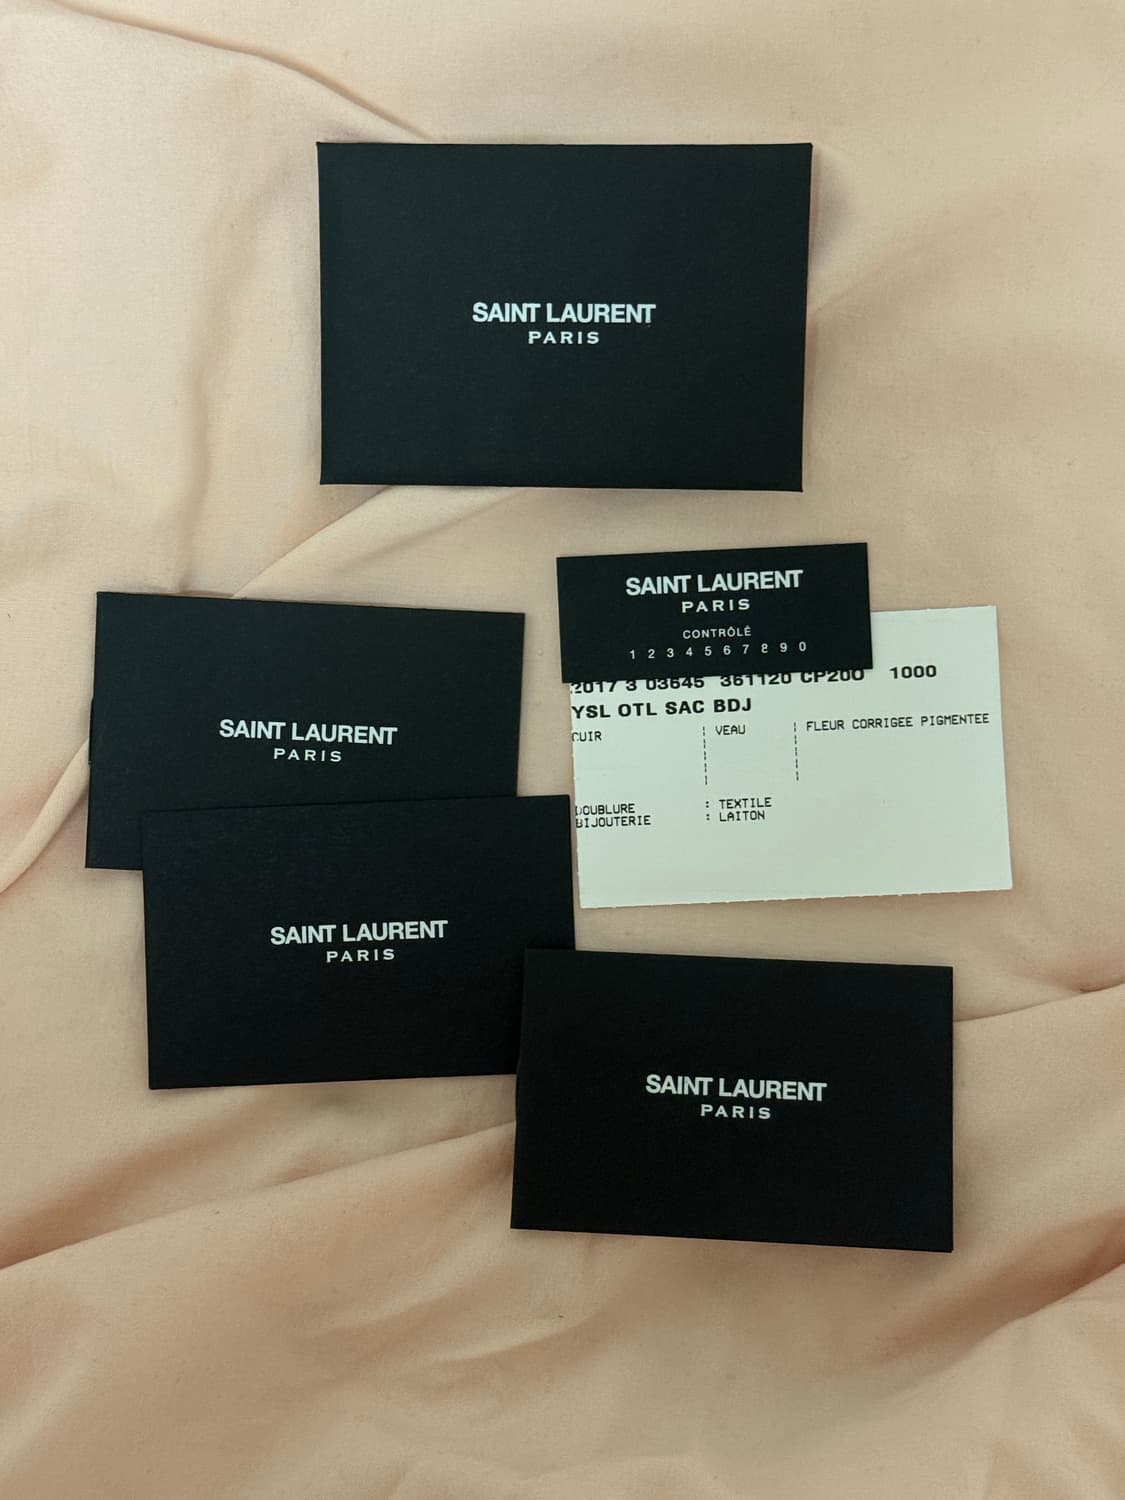 SAINT LAURENT
PARIS
SAINT LAURENT
PARIS
CONTRÔLÉ
1 2 3 4 5 6 7 8 9 0
2017 3 03645 361120 CP200 1000
YSL OTL SAC BDJ
CUIR VEAU FLEUR CORRIGEE PIGMENTEE
DOUBLURE : TEXTILE
BIJOUTERIE : LAITON
SAINT LAURENT
PARIS
SAINT LAURENT
PARIS
SAINT LAURENT
PARIS